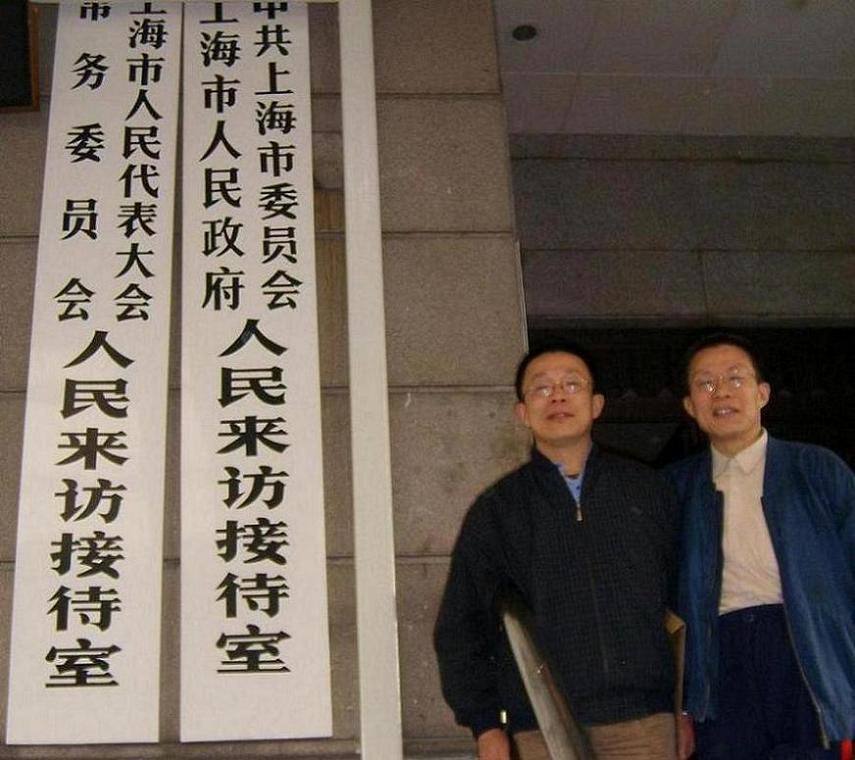 中共上海市委员会
上海市人民政府
人民来访接待室
上海市人民代表大会
常务委员会
人民来访接待室